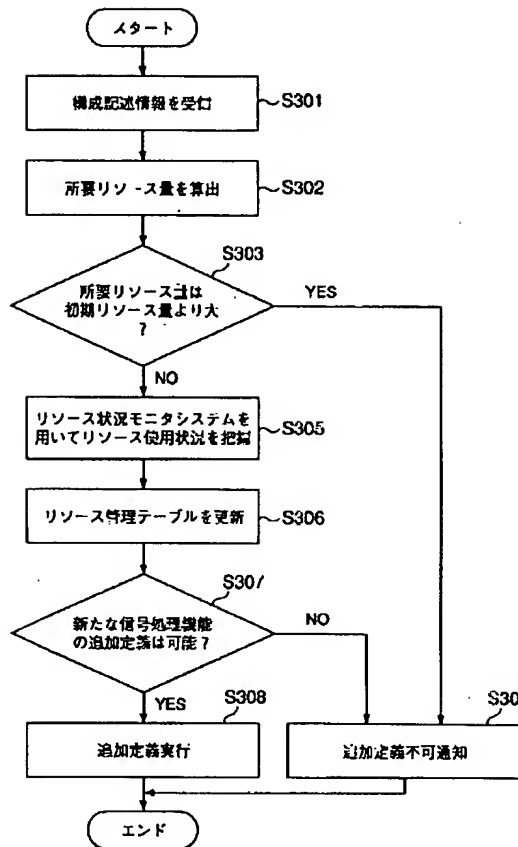 スタート
構成記述情報を受付
S301
所要リソース量を算出
S302
S303
所要リソース量は
初期リソース量より大
?
YES
NO
リソース状況モニタシステムを
用いてリソース使用状況を把握
S305
リソース管理テーブルを更新
S306
S307
新たな信号処理機能
の追加定義は可能?
NO
YES
S308
追加定義実行
S30
追加定義不可通知
エンド